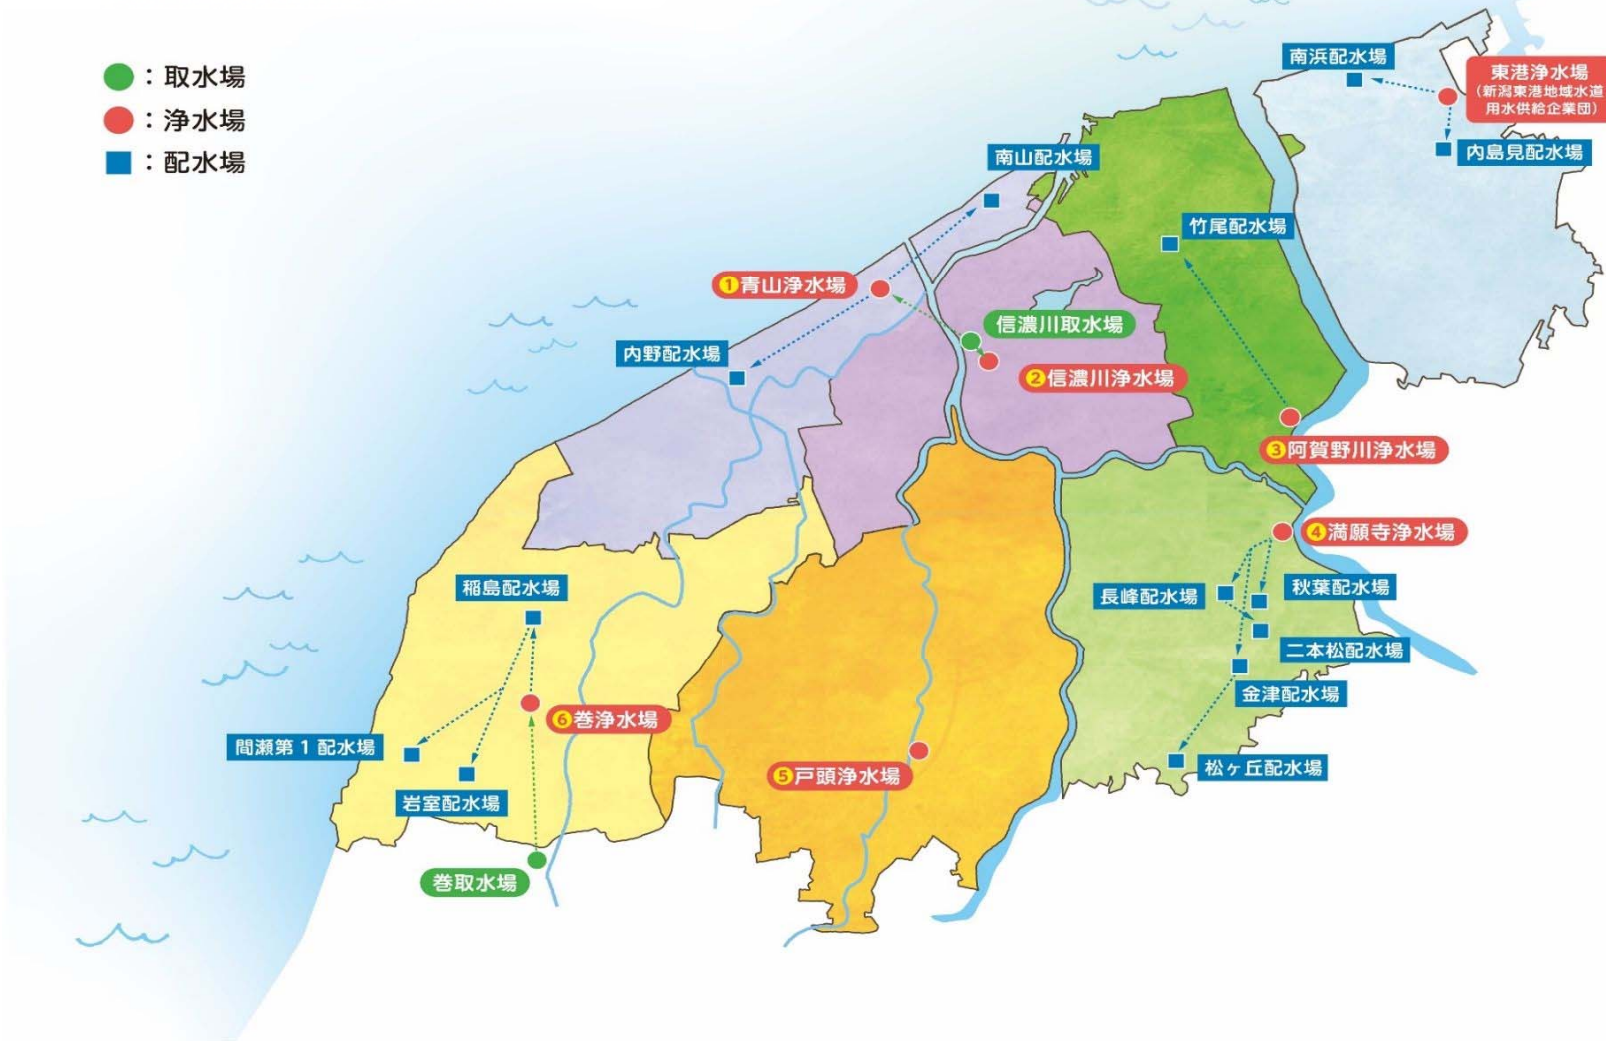 ：取水場
：浄水場
：配水場
南浜配水場
東港浄水場
（新潟東港地域水道
用水供給企業団）
内島見配水場
南山配水場
竹尾配水場
①青山浄水場
信濃川取水場
内野配水場
②信濃川浄水場
③阿賀野川浄水場
④満願寺浄水場
稲島配水場
長峰配水場
秋葉配水場
二本松配水場
金津配水場
⑥巻浄水場
間瀬第１配水場
⑤戸頭浄水場
松ヶ丘配水場
岩室配水場
巻取水場